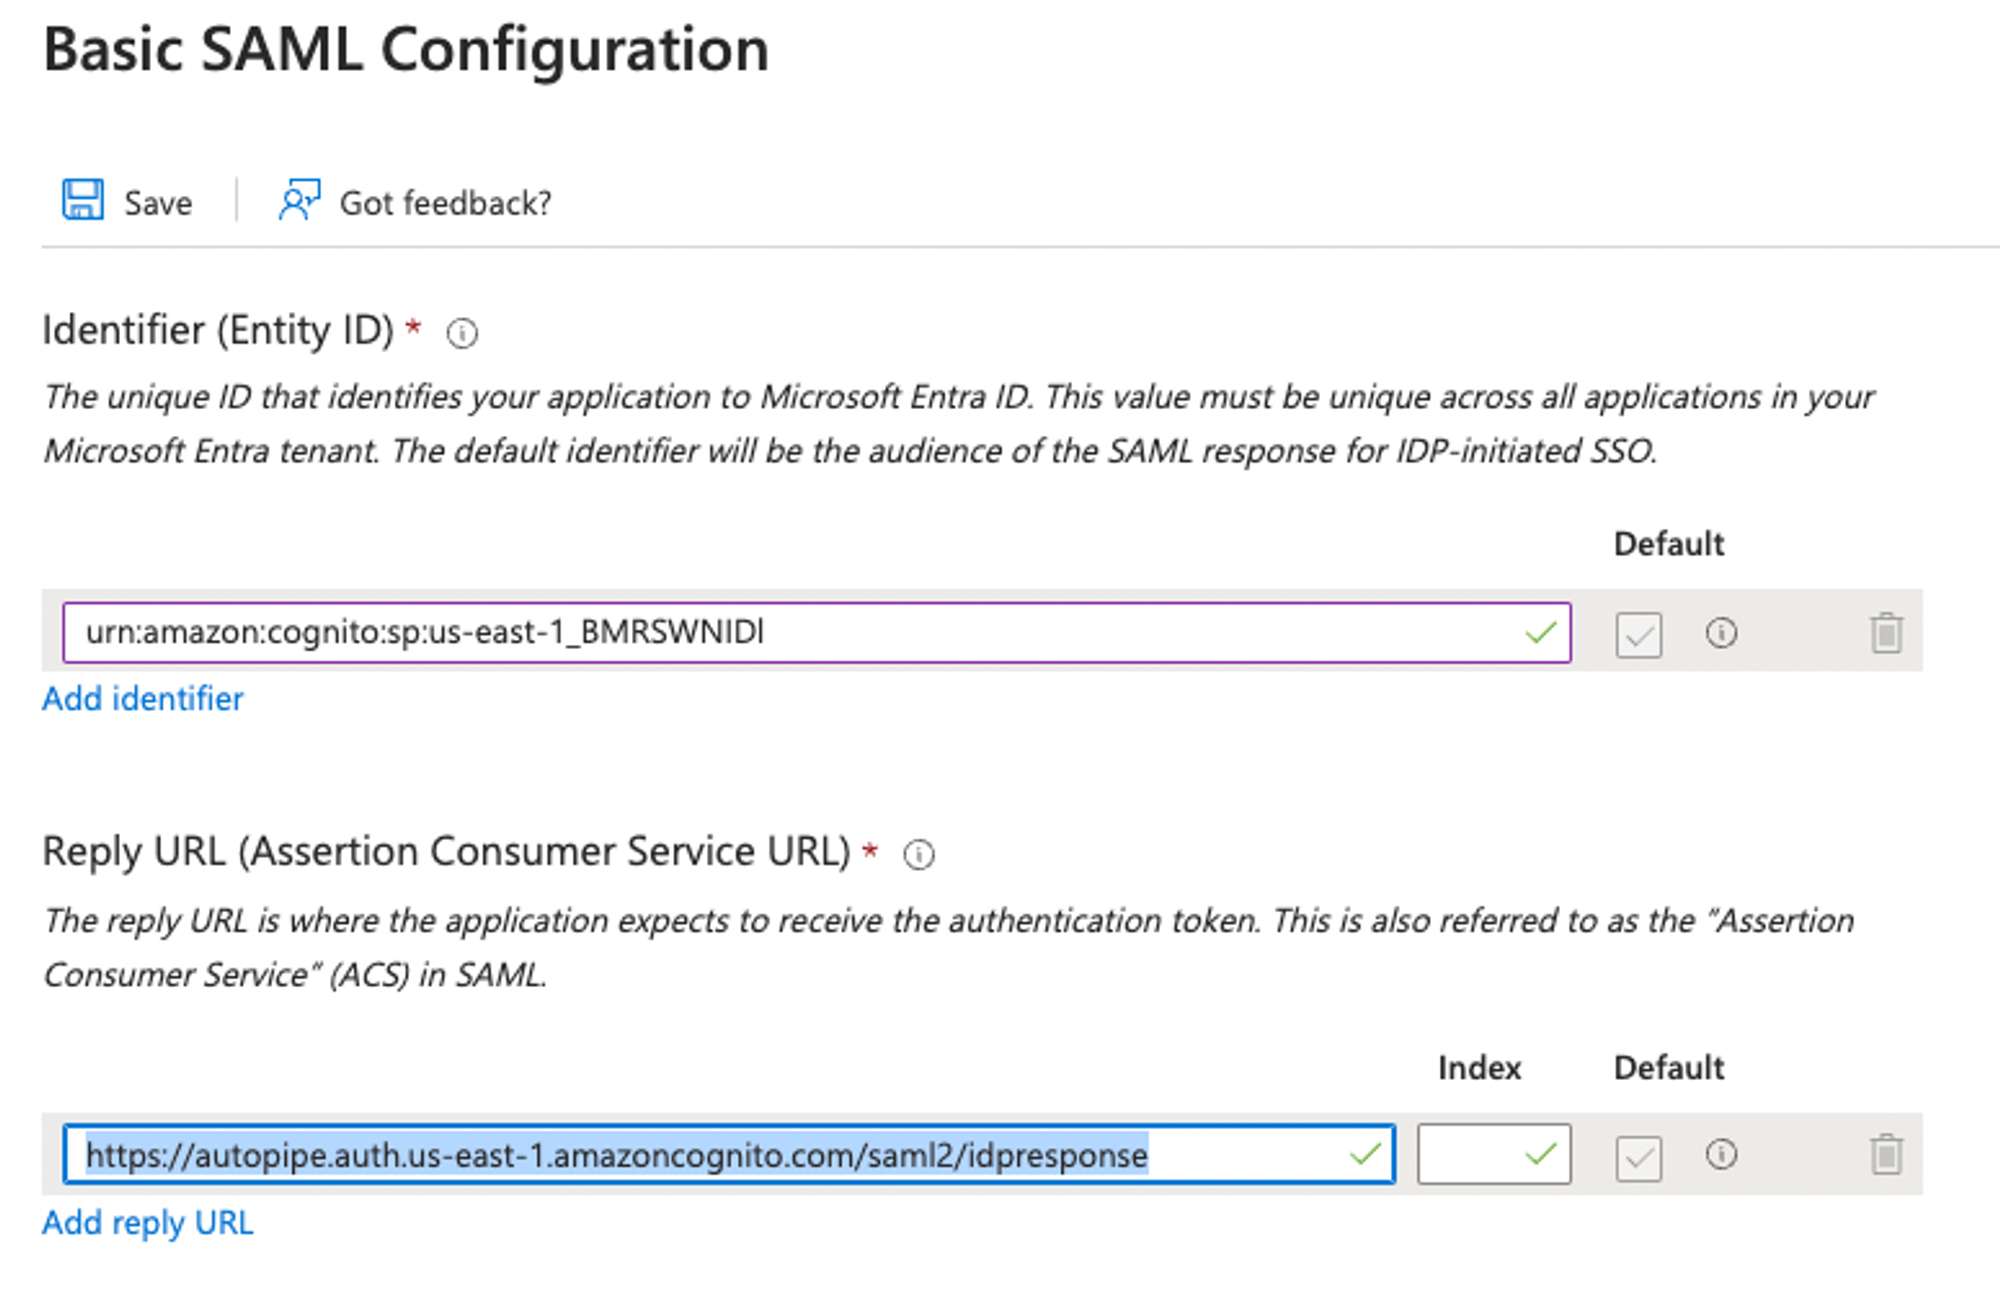 Basic SAML Configuration
Save
Got feedback?
Identifier (Entity ID) *
The unique ID that identifies your application to Microsoft Entra ID. This value must be unique across all applications in your
Microsoft Entra tenant. The default identifier will be the audience of the SAML response for IDP-initiated SSO.
Default
urn:amazon:cognito:sp:us-east-1_BMRSWNIDl
Add identifier
Reply URL (Assertion Consumer Service URL) *
The reply URL is where the application expects to receive the authentication token. This is also referred to as the "Assertion
Consumer Service" (ACS) in SAML.
Index Default
https://autopipe.auth.us-east-1.amazoncognito.com/saml2/idpresponse
Add reply URL